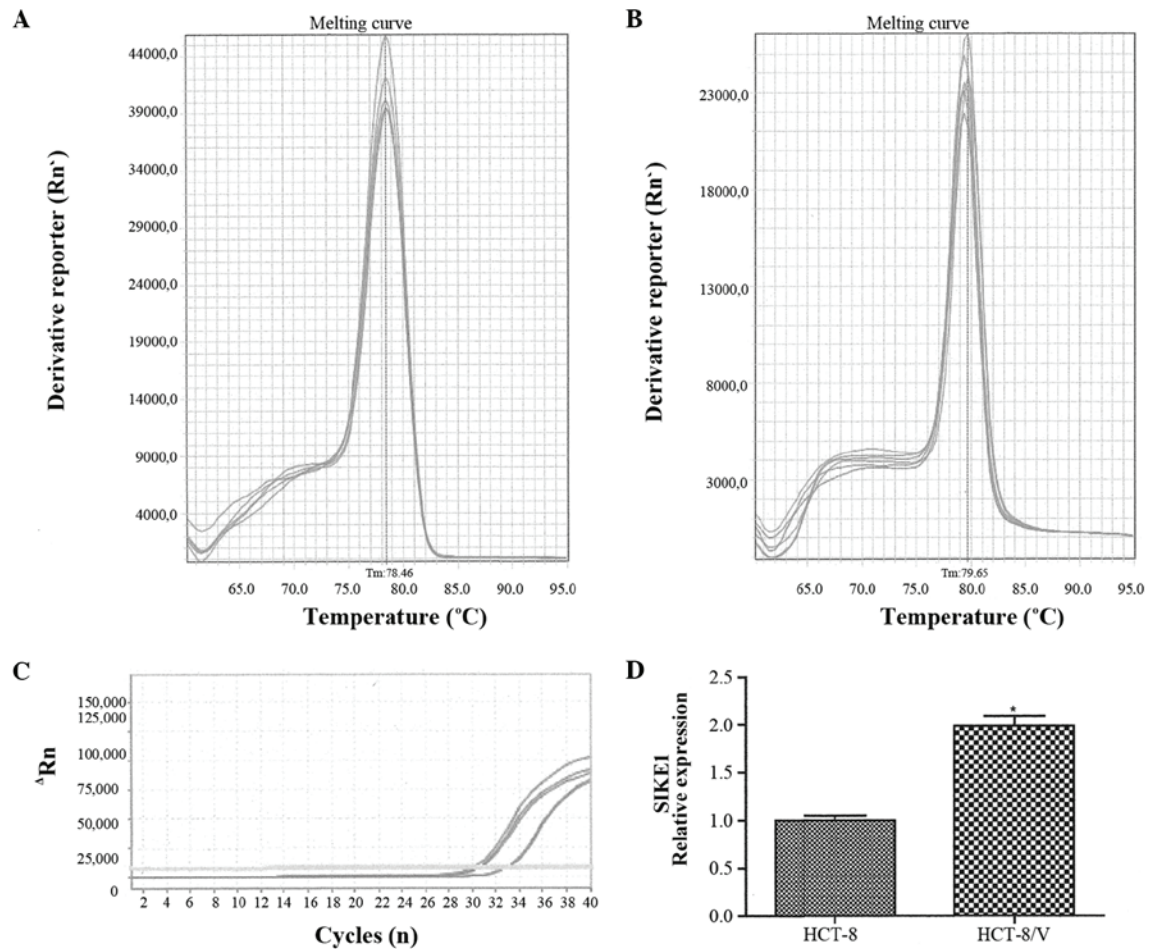 A
Melting curve
Derivative reporter (Rn`)
44000,0
39000,0
34000,0
29000,0
24000,0
19000,0
14000,0
9000,0
4000,0
Tm:78.46
65.0 70.0 75.0 80.0 85.0 90.0 95.0
Temperature (ºC)
B
Melting curve
Derivative reporter (Rn`)
23000,0
18000,0
13000,0
8000,0
3000,0
Tm:79.65
65.0 70.0 75.0 80.0 85.0 90.0 95.0
Temperature (ºC)
C
ΔRn
150,000
125,000
100,000
75,000
50,000
25,000
0
2 4 6 8 10 12 14 16 18 20 22 24 26 28 30 32 34 36 38 40
Cycles (n)
D
SIKE1
Relative expression
2.5
2.0
1.5
1.0
0.5
0.0
*
HCT-8 HCT-8/V